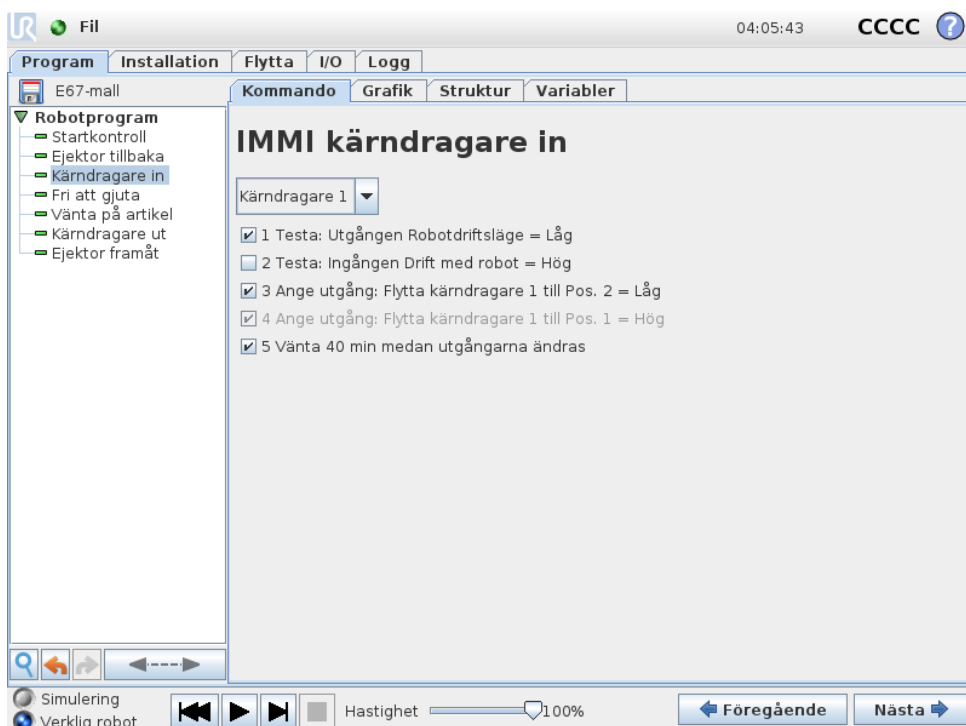 UR Fil 04:05:43 CCCC ?
Program Installation Flytta I/O Logg
E67-mall
Kommando Grafik Struktur Variabler
Robotprogram
Startkontroll
Ejektor tillbaka
Kärndragare in
Fri att gjuta
Vänta på artikel
Kärndragare ut
Ejektor framåt
IMMI kärndragare in
Kärndragare 1
1 Testa: Utgången Robotdriftsläge = Låg
2 Testa: Ingången Drift med robot = Hög
3 Ange utgång: Flytta kärndragare 1 till Pos. 2 = Låg
4 Ange utgång: Flytta kärndragare 1 till Pos. 1 = Hög
5 Vänta 40 min medan utgångarna ändras
Simulering
Verklig robot
Hastighet 100%
Föregående Nästa